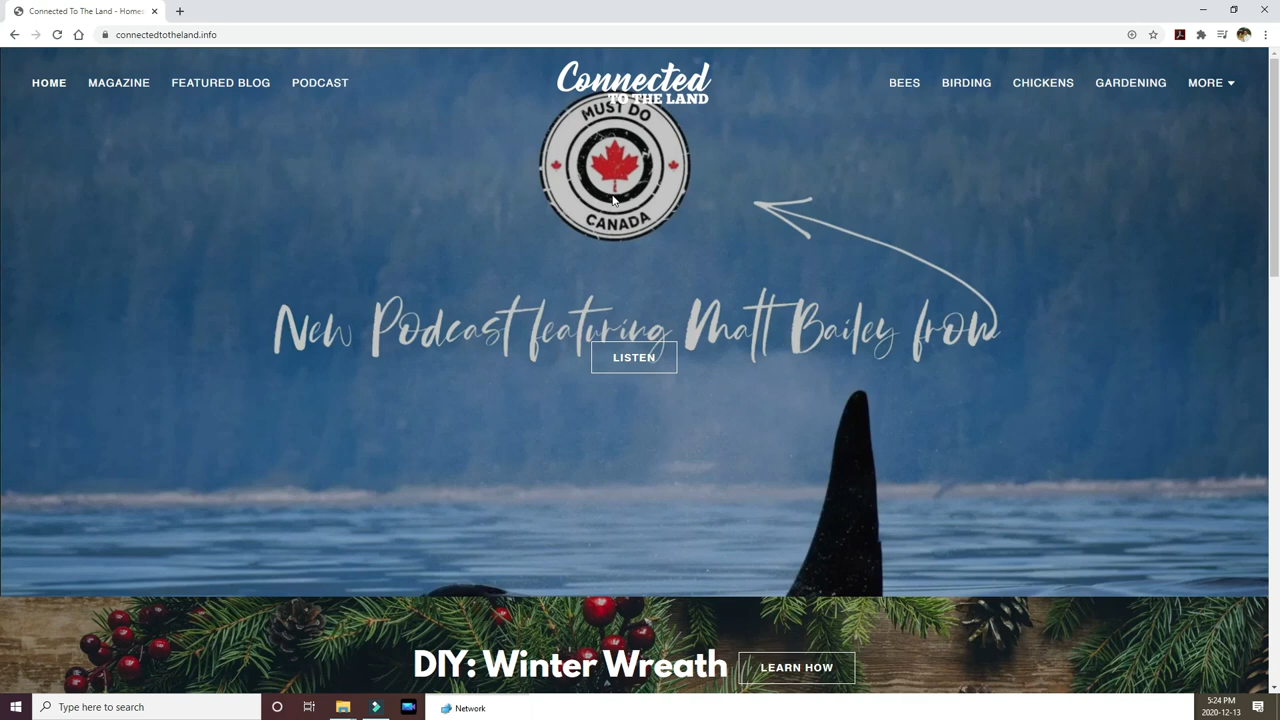 Connected To The Land - Home
connectedtotheland.info
HOME MAGAZINE FEATURED BLOG PODCAST
Connected
TO THE LAND
BEES BIRDING CHICKENS GARDENING MORE
MUST DO
CANADA
New Podcast featuring Matt Bailey from
LISTEN
DIY: Winter Wreath
LEARN HOW
Type here to search
Network
5:24 PM
2020-12-13